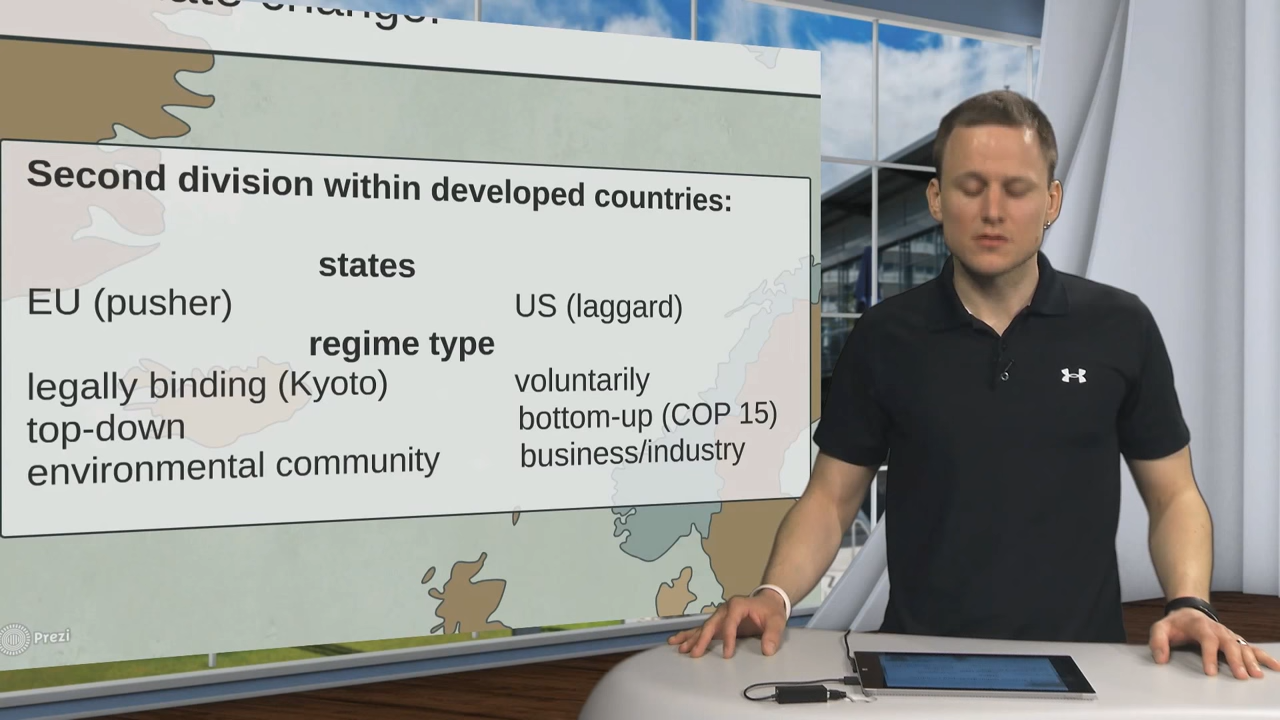 change.
Second division within developed countries:
states
EU (pusher) US (laggard)
regime type
legally binding (Kyoto) voluntarily
top-down bottom-up (COP 15)
environmental community business/industry
Prezi